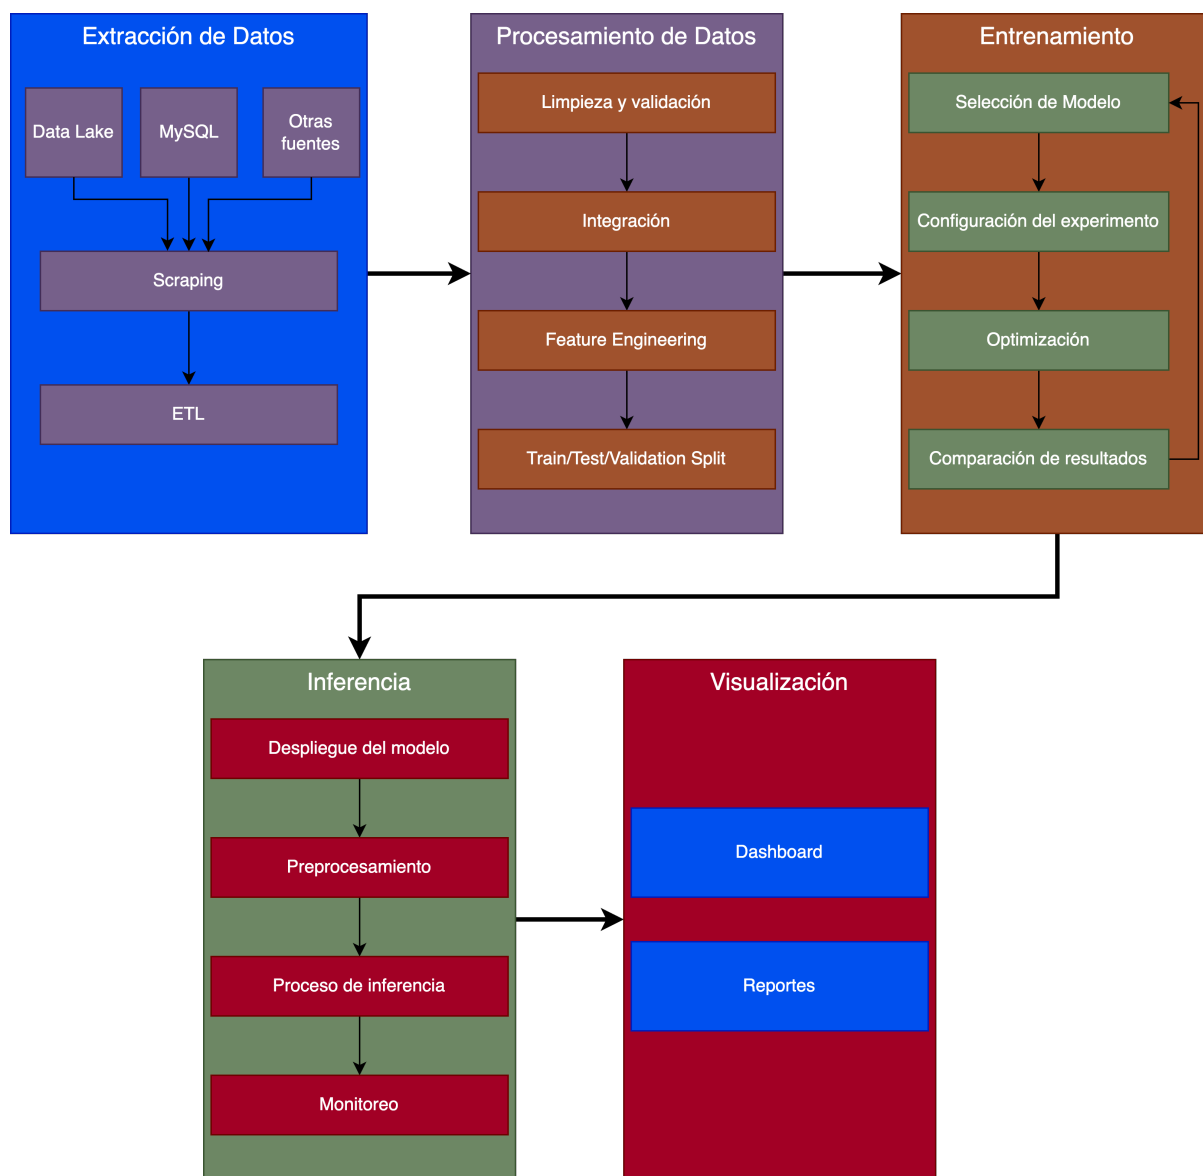 Extracción de Datos
Data Lake
MySQL
Otras
fuentes
Scraping
ETL
Procesamiento de Datos
Limpieza y validación
Integración
Feature Engineering
Train/Test/Validation Split
Entrenamiento
Selección de Modelo
Configuración del experimento
Optimización
Comparación de resultados
Inferencia
Despliegue del modelo
Preprocesamiento
Proceso de inferencia
Monitoreo
Visualización
Dashboard
Reportes